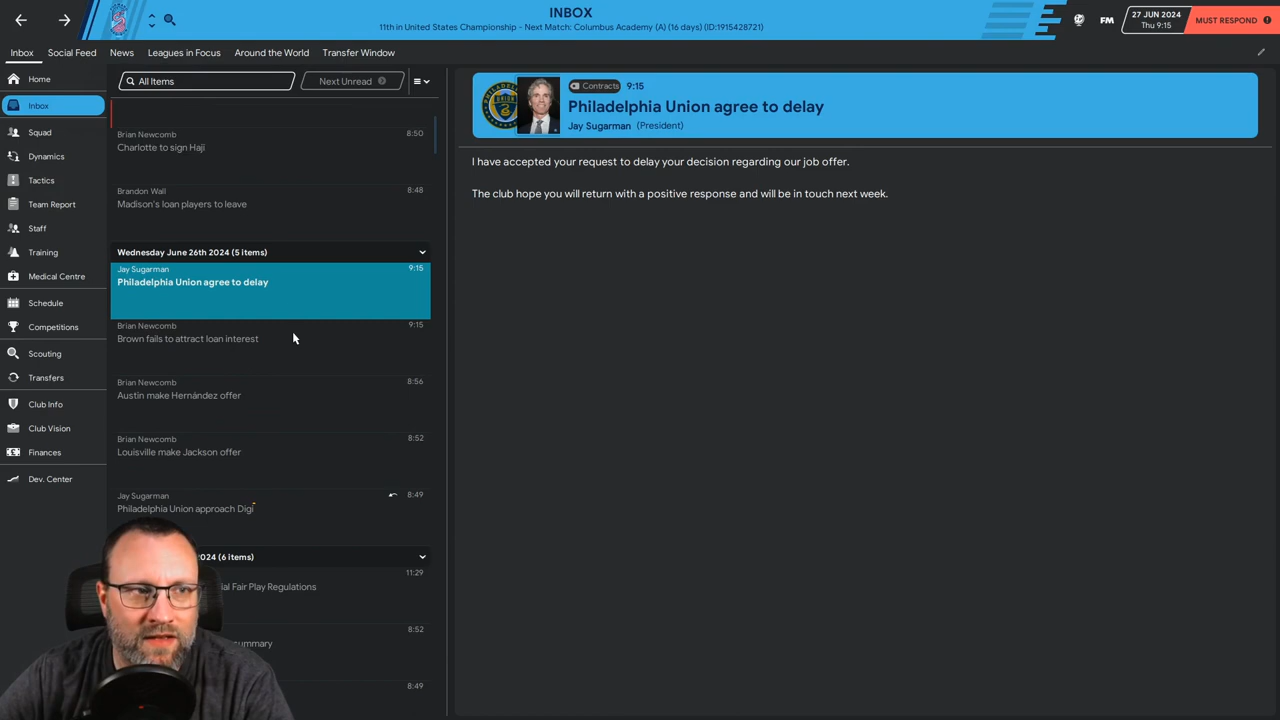 INBOX
11th in United States Championship - Next Match: Columbus Academy (A) (16 days) (ID:1915428721)
FM
27 JUN 2024
Thu 9:15
MUST RESPOND
Inbox
Social Feed
News
Leagues in Focus
Around the World
Transfer Window
Home
Inbox
Squad
Dynamics
Tactics
Team Report
Staff
Training
Medical Centre
Schedule
Competitions
Scouting
Transfers
Club Info
Club Vision
Finances
Dev. Center
All Items
Next Unread
Brian Newcomb 8:50
Charlotte to sign Haji
Brandon Wall 8:48
Madison's loan players to leave
Wednesday June 26th 2024 (5 items)
Jay Sugarman 9:15
Philadelphia Union agree to delay
Brian Newcomb 9:15
Brown fails to attract loan interest
Brian Newcomb 8:56
Austin make Hernández offer
Brian Newcomb 8:52
Louisville make Jackson offer
Jay Sugarman 8:49
Philadelphia Union approach Digi
2024 (6 items)
11:29
Fair Play Regulations
8:52
summary
8:49
Contracts 9:15
Philadelphia Union agree to delay
Jay Sugarman (President)
I have accepted your request to delay your decision regarding our job offer.
The club hope you will return with a positive response and will be in touch next week.